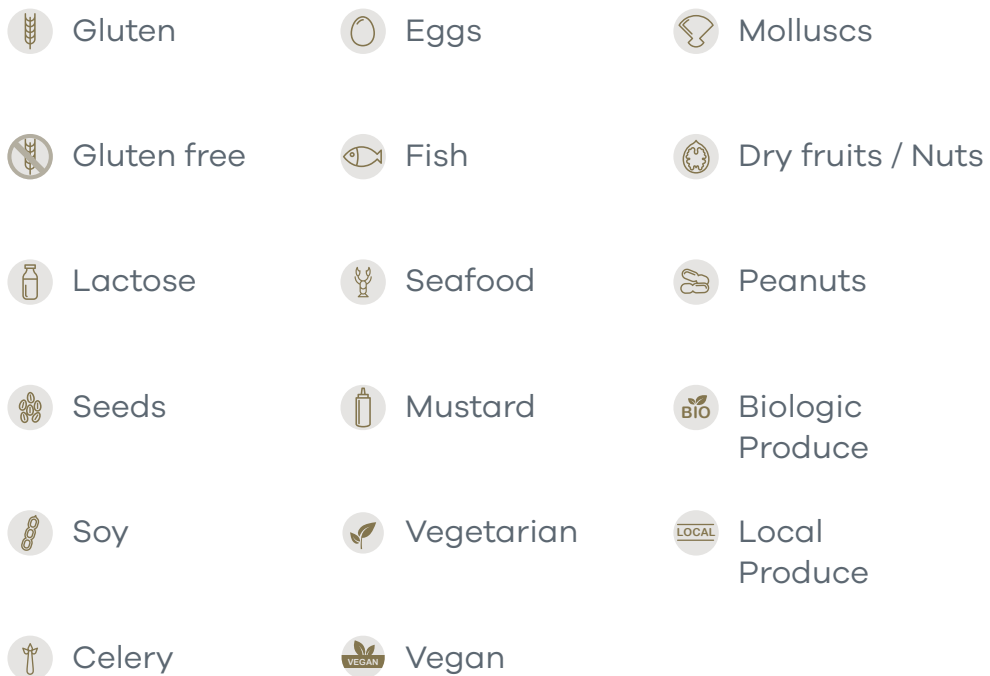 Gluten
Eggs
Molluscs
Gluten free
Fish
Dry fruits / Nuts
Lactose
Seafood
Peanuts
Seeds
Mustard
BIO
Biologic
Produce
Soy
Vegetarian
LOCAL
Local
Produce
Celery
VEGAN
Vegan